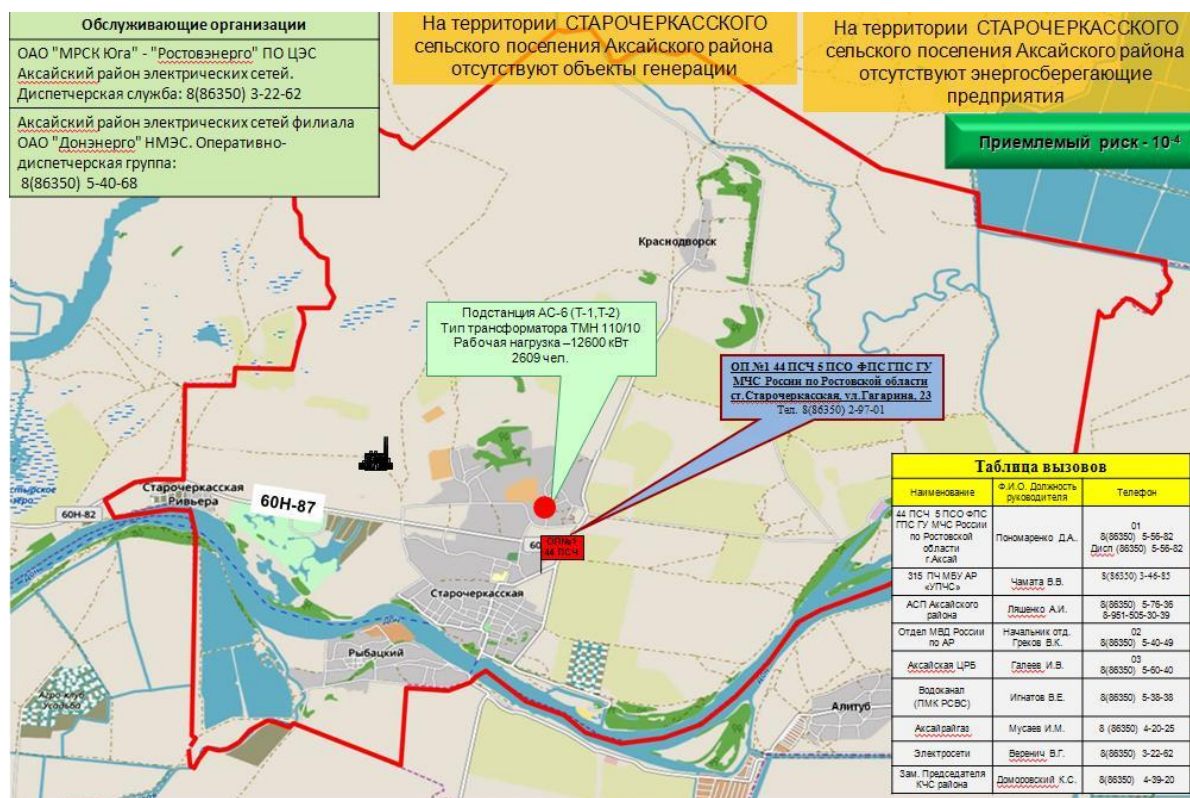 Обслуживающие организации
ОАО "МРСК Юга" - "Ростовэнерго" ПО ЦЭС
Аксайский район электрических сетей.
Диспетчерская служба: 8(86350) 3-22-62
Аксайский район электрических сетей филиала
ОАО "Донэнерго" НМЭС. Оперативно-
диспетчерская группа:
8(86350) 5-40-68
На территории СТАРОЧЕРКАССКОГО
сельского поселения Аксайского района
отсутствуют объекты генерации
На территории СТАРОЧЕРКАССКОГО
сельского поселения Аксайского района
отсутствуют энергосберегающие
предприятия
Приемлемый риск - 10-4
Краснодворск
Подстанция АС-6 (Т-1,Т-2)
Тип трансформатора ТМН 110/10
Рабочая нагрузка –12600 кВт
2609 чел.
ОП №1 44 ПСЧ 5 ПСО ФПС ГПС ГУ
МЧС России по Ростовской области
ст.Старочеркасская, ул.Гагарина, 23
Тел. 8(86350) 2-97-01
Старочеркасская
Ривьера
60Н-82
60Н-87
60
ОП№1
44 ПСЧ
Старочеркасская
Рыбацкий
Дон
Агро-клуб
Усадьба
Алитуб
Таблица вызовов
Наименование Ф.И.О. Должность руководителя Телефон
44 ПСЧ 5 ПСО ФПС
ГПС ГУ МЧС России
по Ростовской
области
г.Аксай
Пономаренко Д.А..
01
8(86350) 5-56-82
Дисп (86350) 5-56-82
315 ПЧ МБУ АР
«УПЧС»
Чамата В.В.
8(86350) 3-46-85
АСП Аксайского
района
Ляшенко А.И.
8(86350) 5-76-36
8-951-505-30-39
Отдел МВД России
по АР
Начальник отд.
Греков В.К.
02
8(86350) 5-40-49
Аксайская ЦРБ
Галеев И.В.
03
8(86350) 5-60-40
Водоканал
(ПМК РСВС)
Игнатов В.Е.
8(86350) 5-38-38
Аксайрайгаз
Мусаев И.М.
8 (86350) 4-20-25
Электросети
Веренич В.Г.
8(86350) 3-22-62
Зам. Председателя
КЧС района
Доморовский К.С.
8(86350) 4-39-20